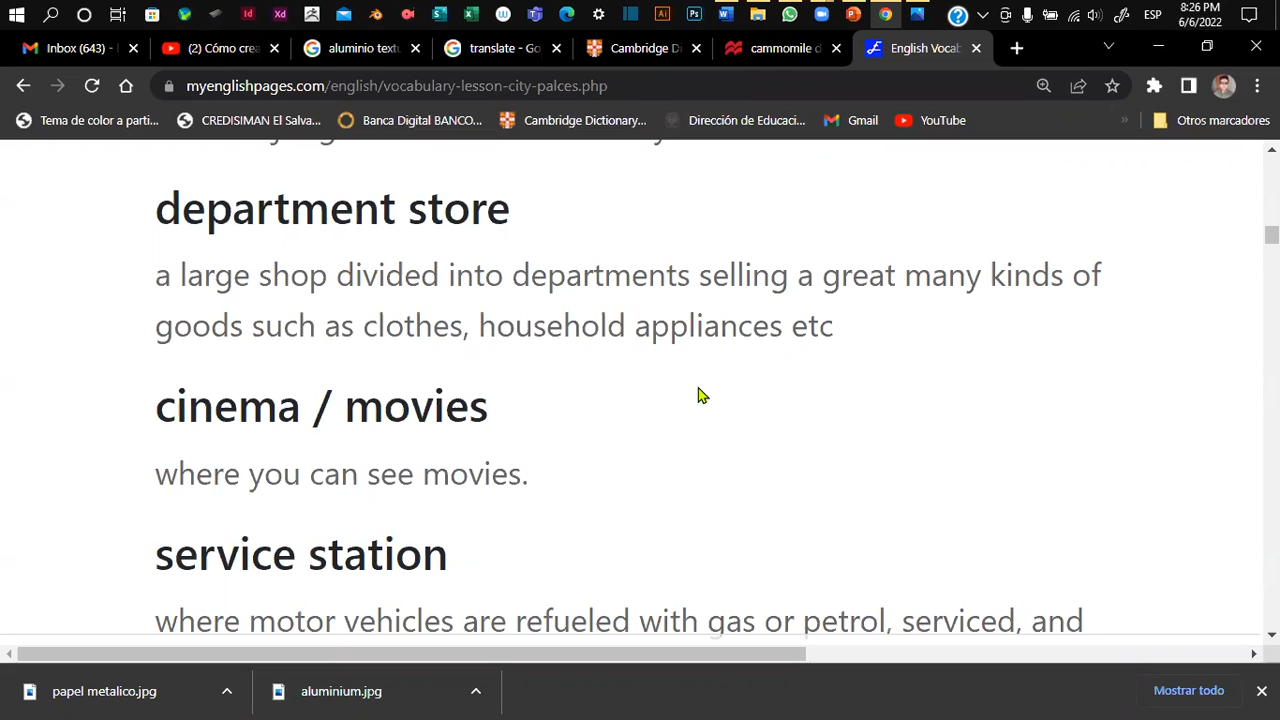 8:26 PM
ESP
6/6/2022
Inbox (643) -
(2) Cómo crea
aluminio textu
translate - Go
Cambridge Di
cammomile d
English Vocab
myenglishpages.com/english/vocabulary-lesson-city-palces.php
Tema de color a parti...
CREDISIMAN El Salva...
Banca Digital BANCO...
Cambridge Dictionary...
Dirección de Educaci...
Gmail
YouTube
Otros marcadores
department store
a large shop divided into departments selling a great many kinds of
goods such as clothes, household appliances etc
cinema / movies
where you can see movies.
service station
where motor vehicles are refueled with gas or petrol, serviced, and
papel metalico.jpg
aluminium.jpg
Mostrar todo